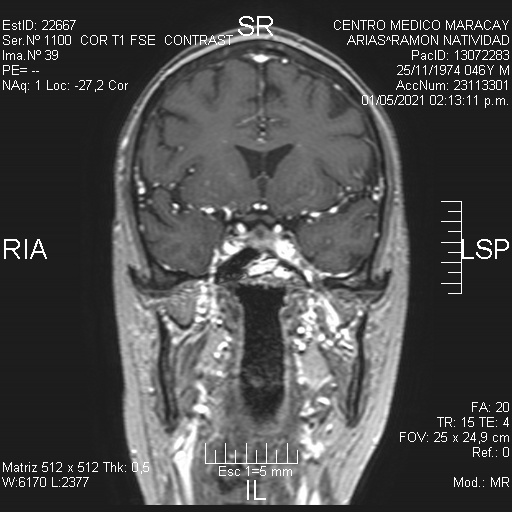 EstID: 22667
Ser.Nº 1100 COR T1 FSE CONTRAST
Ima.Nº 39
PE= --
NAq: 1 Loc: -27,2 Cor
SR
CENTRO MEDICO MARACAY
ARIAS^RAMON NATIVIDAD
PacID: 13072283
25/11/1974 046Y M
AccNum: 23113301
01/05/2021 02:13:11 p.m.
RIA
LSP
FA: 20
TR: 15 TE: 4
FOV: 25 x 24,9 cm
Ref.: 0
Mod.: MR
Matriz 512 x 512 Thk: 0,5
W:6170 L:2377
Esc 1=5 mm
IL